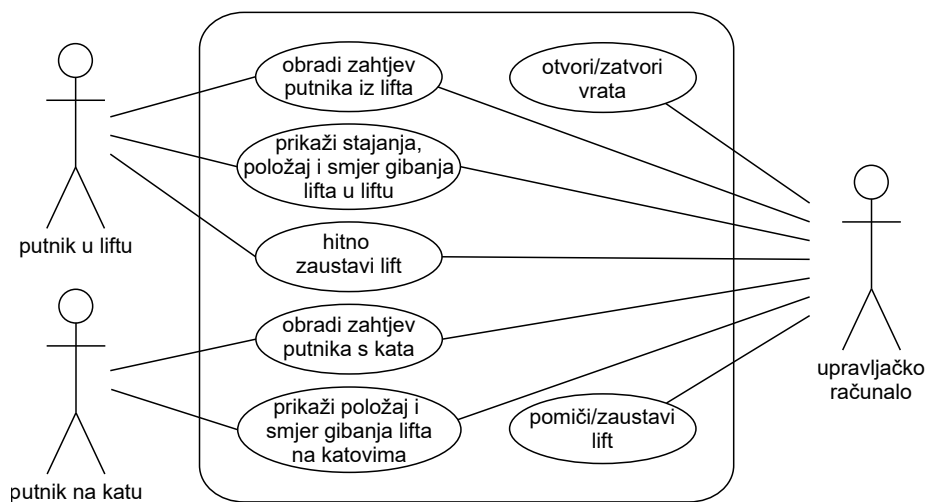 obradi zahtjev
putnika iz lifta
otvori/zatvori
vrata
prikaži stajanja,
položaj i smjer gibanja
lifta u liftu
putnik u liftu
hitno
zaustavi lift
obradi zahtjev
putnika s kata
upravljačko
računalo
prikaži položaj i
smjer gibanja lifta
na katovima
pomiči/zaustavi
lift
putnik na katu